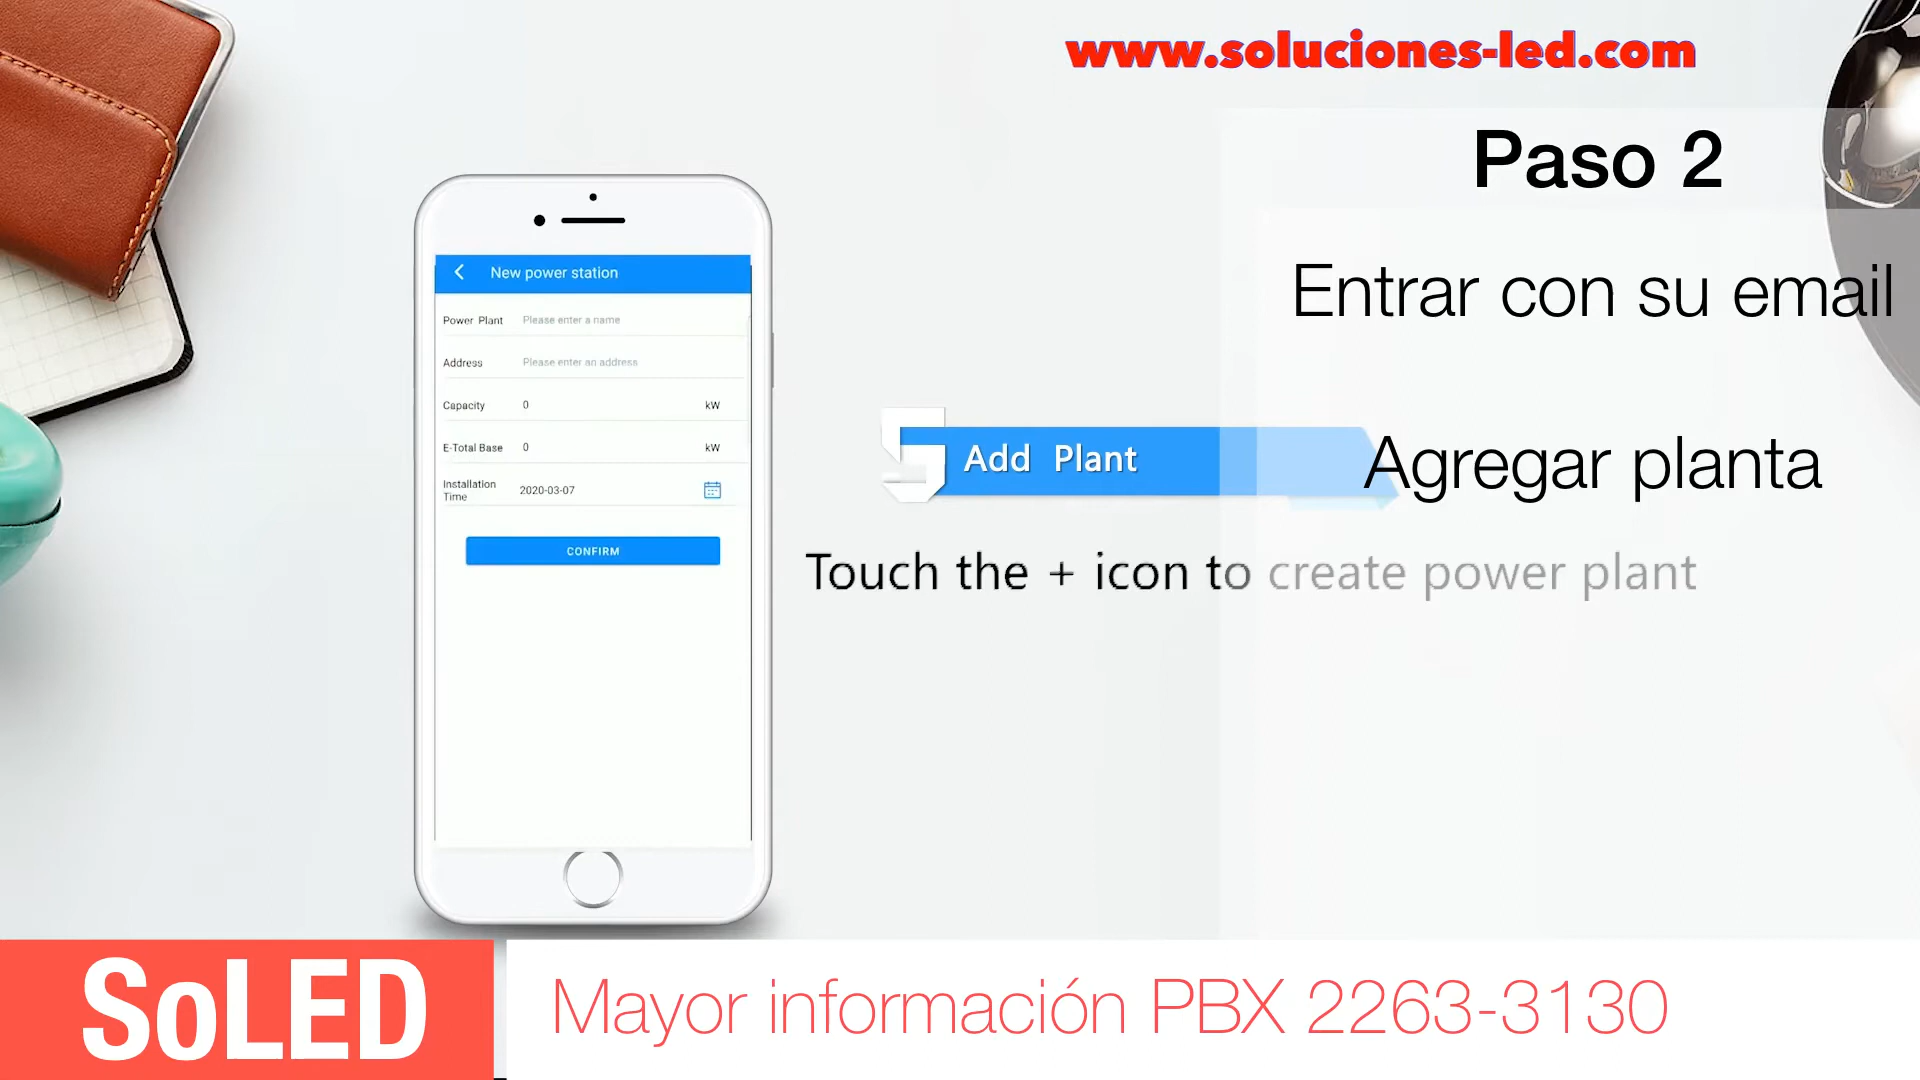 www.soluciones-led.com
Paso 2
Entrar con su email
New power station
Power Plant Please enter a name
Address Please enter an address
Capacity 0 kW
E-Total Base 0 kW
Installation Time 2020-03-07
CONFIRM
5 Add Plant
Agregar planta
Touch the + icon to create power plant
SoLED
Mayor información PBX 2263-3130